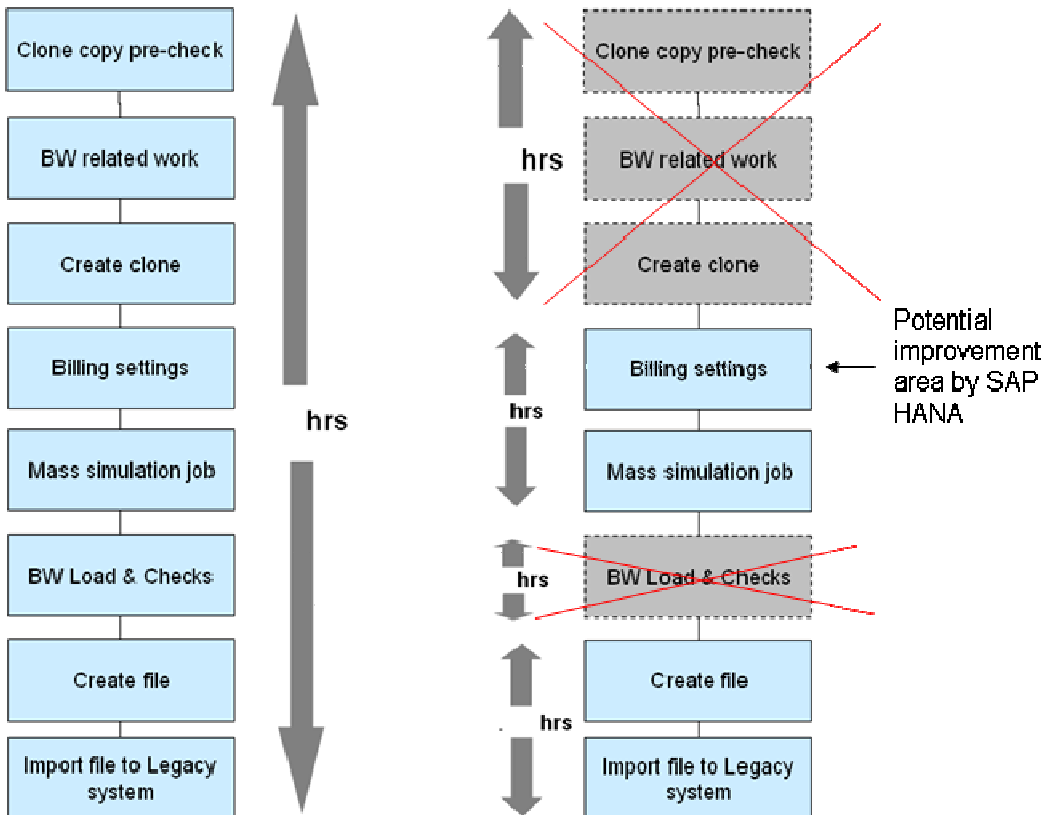 Clone copy pre-check
BW related work
Create clone
Billing settings
Mass simulation job
BW Load & Checks
Create file
Import file to Legacy
system
hrs
hrs
hrs
hrs
hrs
Clone copy pre-check
BW related work
Create clone
Billing settings
Mass simulation job
BW Load & Checks
Create file
Import file to Legacy
system
Potential
improvement
area by SAP
HANA